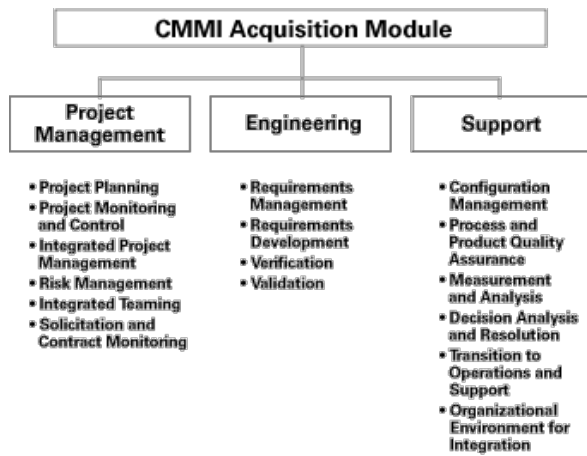 CMMI Acquisition Module
Project
Management
• Project Planning
• Project Monitoring
and Control
• Integrated Project
Management
• Risk Management
• Integrated Teaming
• Solicitation and
Contract Monitoring
Engineering
• Requirements
Management
• Requirements
Development
• Verification
• Validation
Support
• Configuration
Management
• Process and
Product Quality
Assurance
• Measurement
and Analysis
• Decision Analysis
and Resolution
• Transition to
Operations and
Support
• Organizational
Environment for
Integration